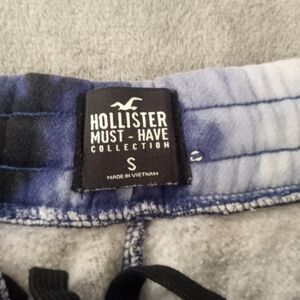 HOLLISTER
MUST - HAVE
COLLECTION
S
MADE IN VIETNAM